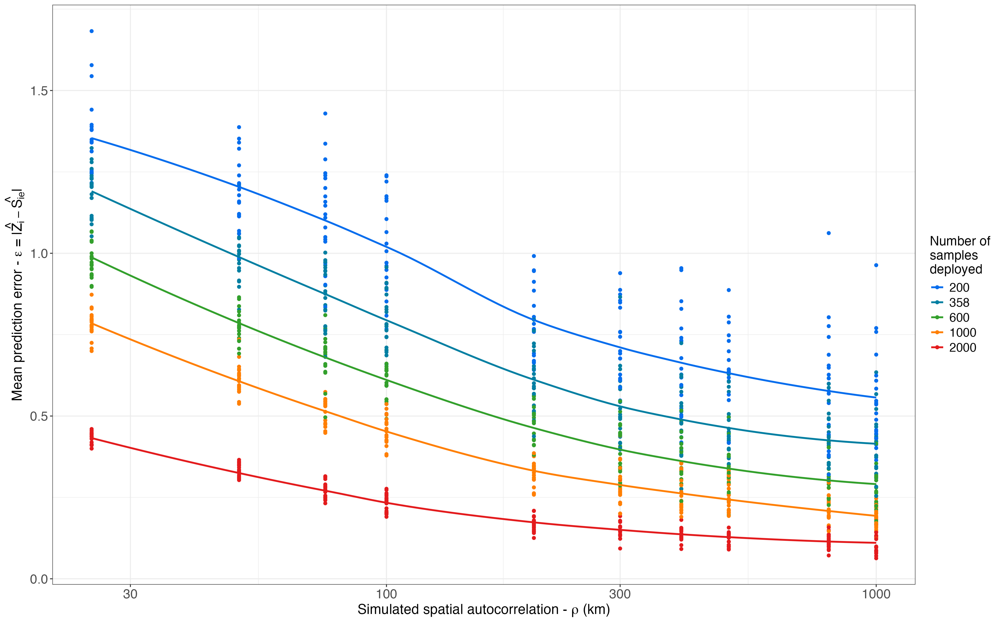 1.5
1.0
0.5
0.0
Mean prediction error - ε = |Ẑᵢ − Ŝᵢₑ|
30
100
300
1000
Simulated spatial autocorrelation - ρ (km)
Number of
samples
deployed
200
358
600
1000
2000